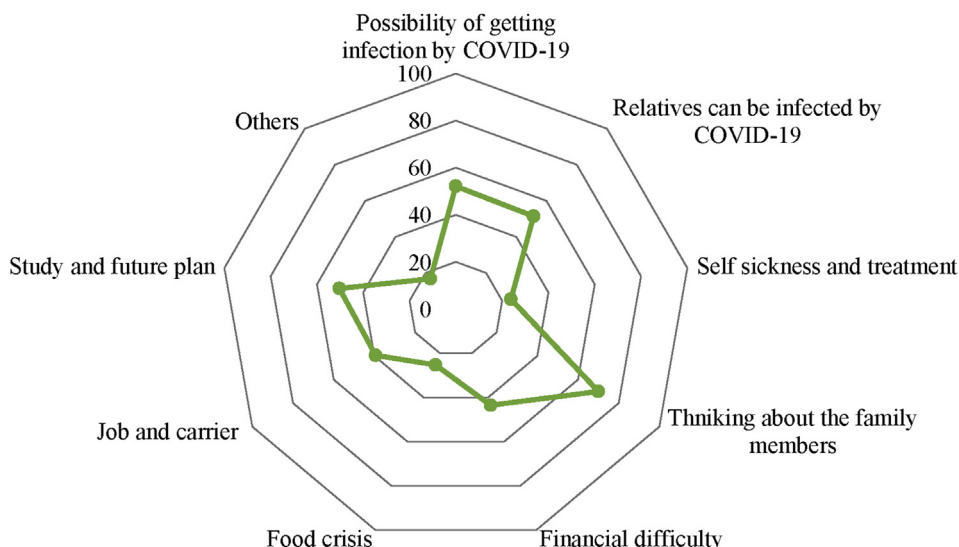 Possibility of getting
infection by COVID-19
100
80
60
40
20
0
Relatives can be infected by
COVID-19
Self sickness and treatment
Thniking about the family
members
Financial difficulty
Food crisis
Job and carrier
Study and future plan
Others